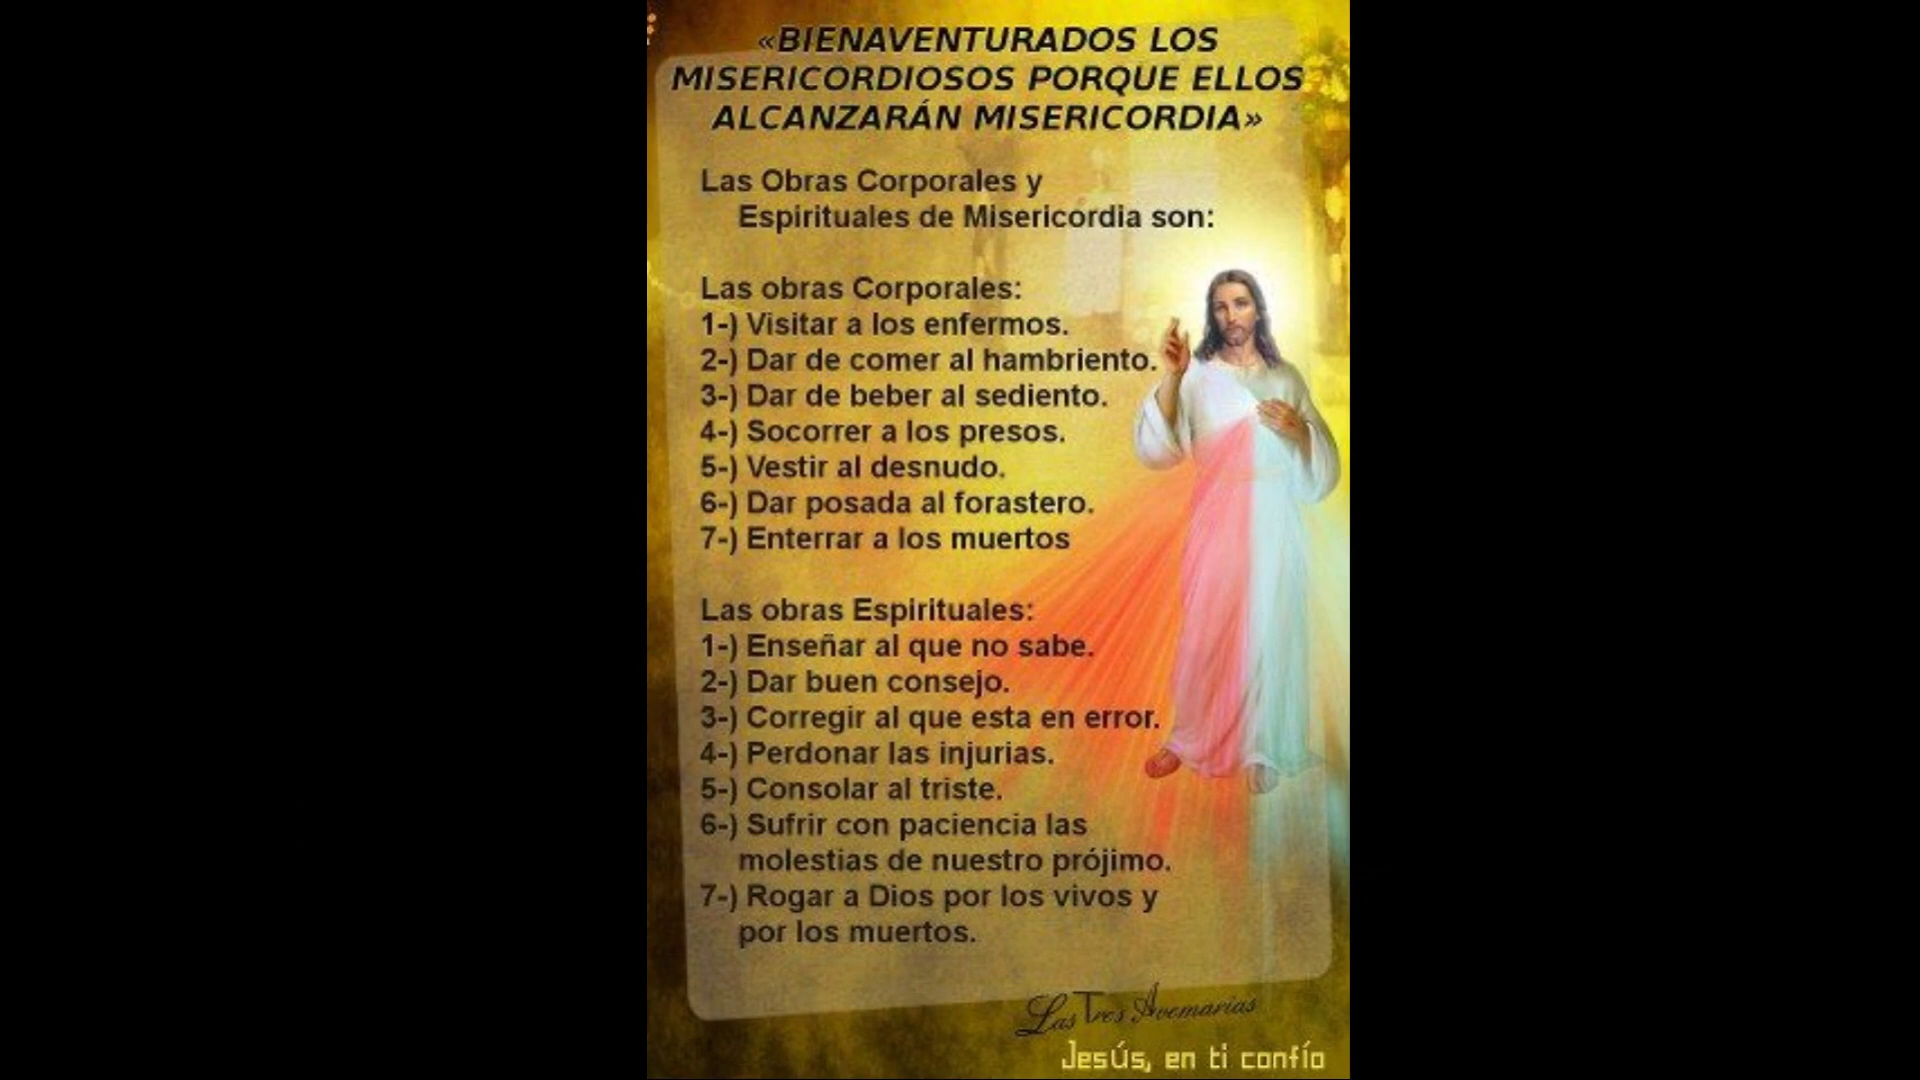 «BIENAVENTURADOS LOS
MISERICORDIOSOS PORQUE ELLOS
ALCANZARÁN MISERICORDIA»
Las Obras Corporales y
Espirituales de Misericordia son:
Las obras Corporales:
1-) Visitar a los enfermos.
2-) Dar de comer al hambriento.
3-) Dar de beber al sediento.
4-) Socorrer a los presos.
5-) Vestir al desnudo.
6-) Dar posada al forastero.
7-) Enterrar a los muertos
Las obras Espirituales:
1-) Enseñar al que no sabe.
2-) Dar buen consejo.
3-) Corregir al que esta en error.
4-) Perdonar las injurias.
5-) Consolar al triste.
6-) Sufrir con paciencia las
molestias de nuestro prójimo.
7-) Rogar a Dios por los vivos y
por los muertos.
Las Tres Avemarías
Jesús, en ti confío